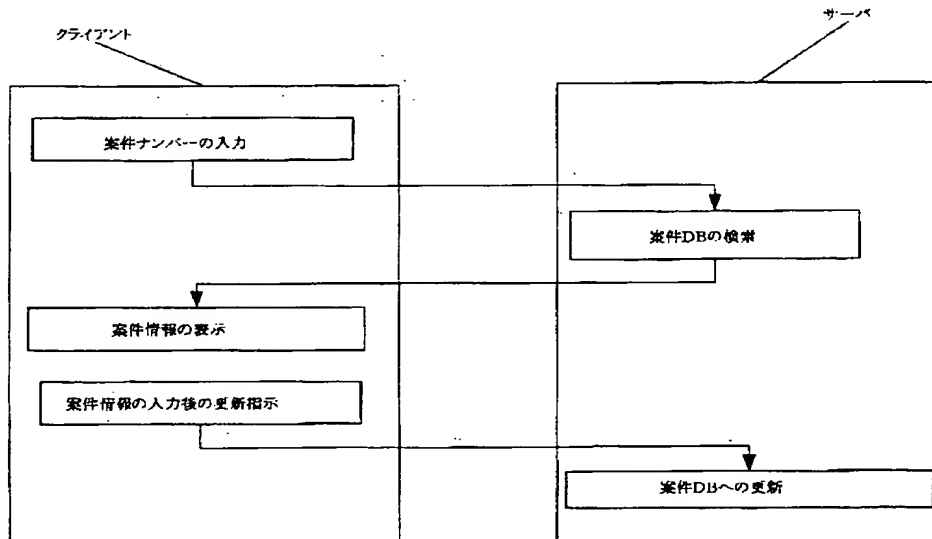 クライアント
サーバ
案件ナンバーの入力
案件DBの検索
案件情報の表示
案件情報の入力後の更新指示
案件DBへの更新